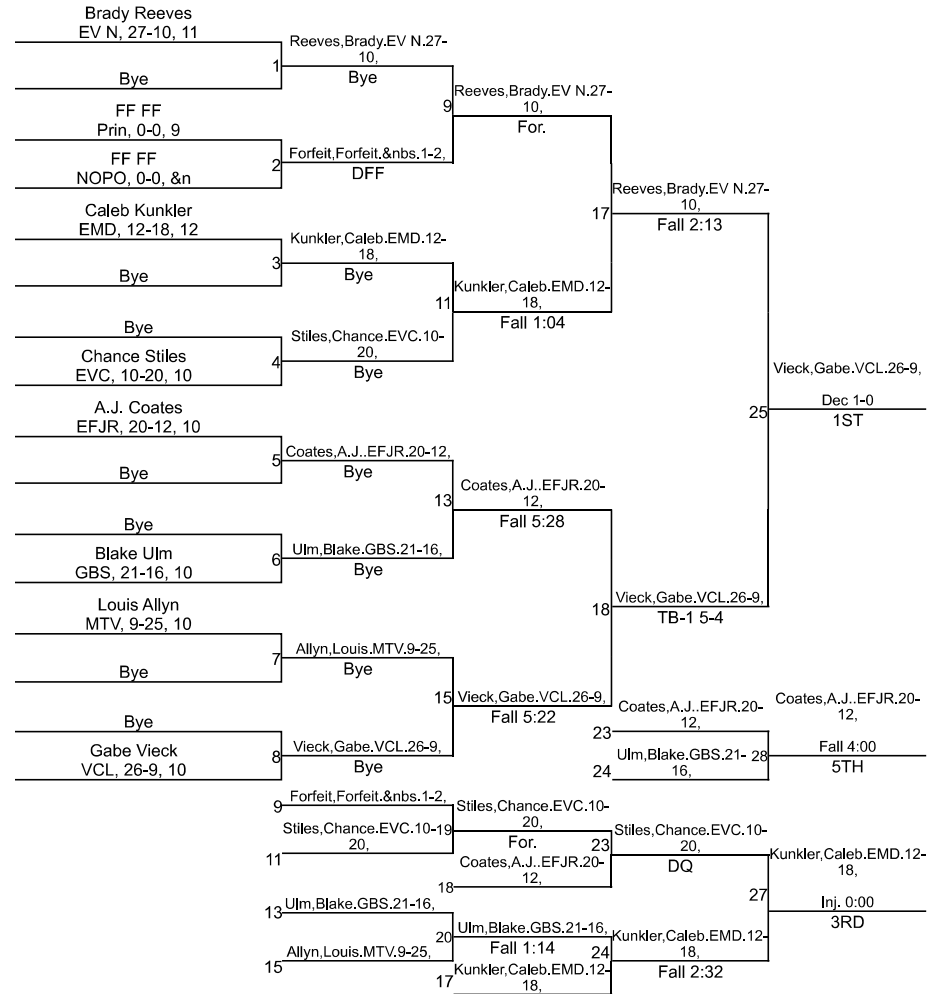 Brady Reeves
EV N, 27-10, 11
1
Reeves,Brady.EV N.27-
10,
Bye
Bye
FF FF
Prin, 0-0, 9
2
Forfeit,Forfeit.&nbs.1-2,
DFF
FF FF
NOPO, 0-0, &n
9
Reeves,Brady.EV N.27-
10,
For.
Caleb Kunkler
EMD, 12-18, 12
3
Kunkler,Caleb.EMD.12-
18,
Bye
Bye
Bye
4
Stiles,Chance.EVC.10-
20,
Bye
Chance Stiles
EVC, 10-20, 10
11
Kunkler,Caleb.EMD.12-
18,
Fall 1:04
17
Reeves,Brady.EV N.27-
10,
Fall 2:13
A.J. Coates
EFJR, 20-12, 10
5
Coates,A.J..EFJR.20-12,
Bye
Bye
Bye
6
Ulm,Blake.GBS.21-16,
Bye
Blake Ulm
GBS, 21-16, 10
13
Coates,A.J..EFJR.20-
12,
Fall 5:28
Louis Allyn
MTV, 9-25, 10
7
Allyn,Louis.MTV.9-25,
Bye
Bye
Bye
8
Vieck,Gabe.VCL.26-9,
Bye
Gabe Vieck
VCL, 26-9, 10
15
Vieck,Gabe.VCL.26-9,
Fall 5:22
18
Vieck,Gabe.VCL.26-9,
TB-1 5-4
25
Vieck,Gabe.VCL.26-9,
Dec 1-0
1ST
23
Coates,A.J..EFJR.20-
12,
24
Ulm,Blake.GBS.21-
16,
28
Coates,A.J..EFJR.20-
12,
Fall 4:00
5TH
9
Forfeit,Forfeit.&nbs.1-2,
11
Stiles,Chance.EVC.10-
20,
19
Stiles,Chance.EVC.10-
20,
For.
18
Coates,A.J..EFJR.20-
12,
23
Stiles,Chance.EVC.10-
20,
DQ
13
Ulm,Blake.GBS.21-16,
15
Allyn,Louis.MTV.9-25,
20
Ulm,Blake.GBS.21-16,
Fall 1:14
17
Kunkler,Caleb.EMD.12-
18,
24
Kunkler,Caleb.EMD.12-
18,
Fall 2:32
27
Kunkler,Caleb.EMD.12-
18,
Inj. 0:00
3RD